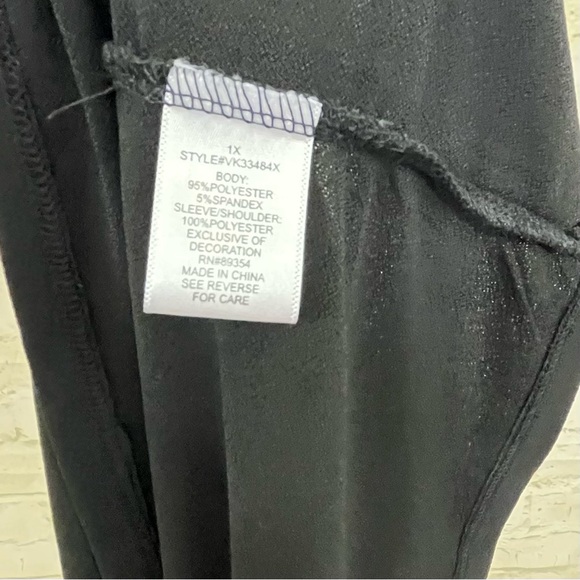 1X
STYLE#VK33484X
BODY:
95%POLYESTER
5%SPANDEX
SLEEVE/SHOULDER:
100%POLYESTER
EXCLUSIVE OF
DECORATION
RN#89354
MADE IN CHINA
SEE REVERSE
FOR CARE